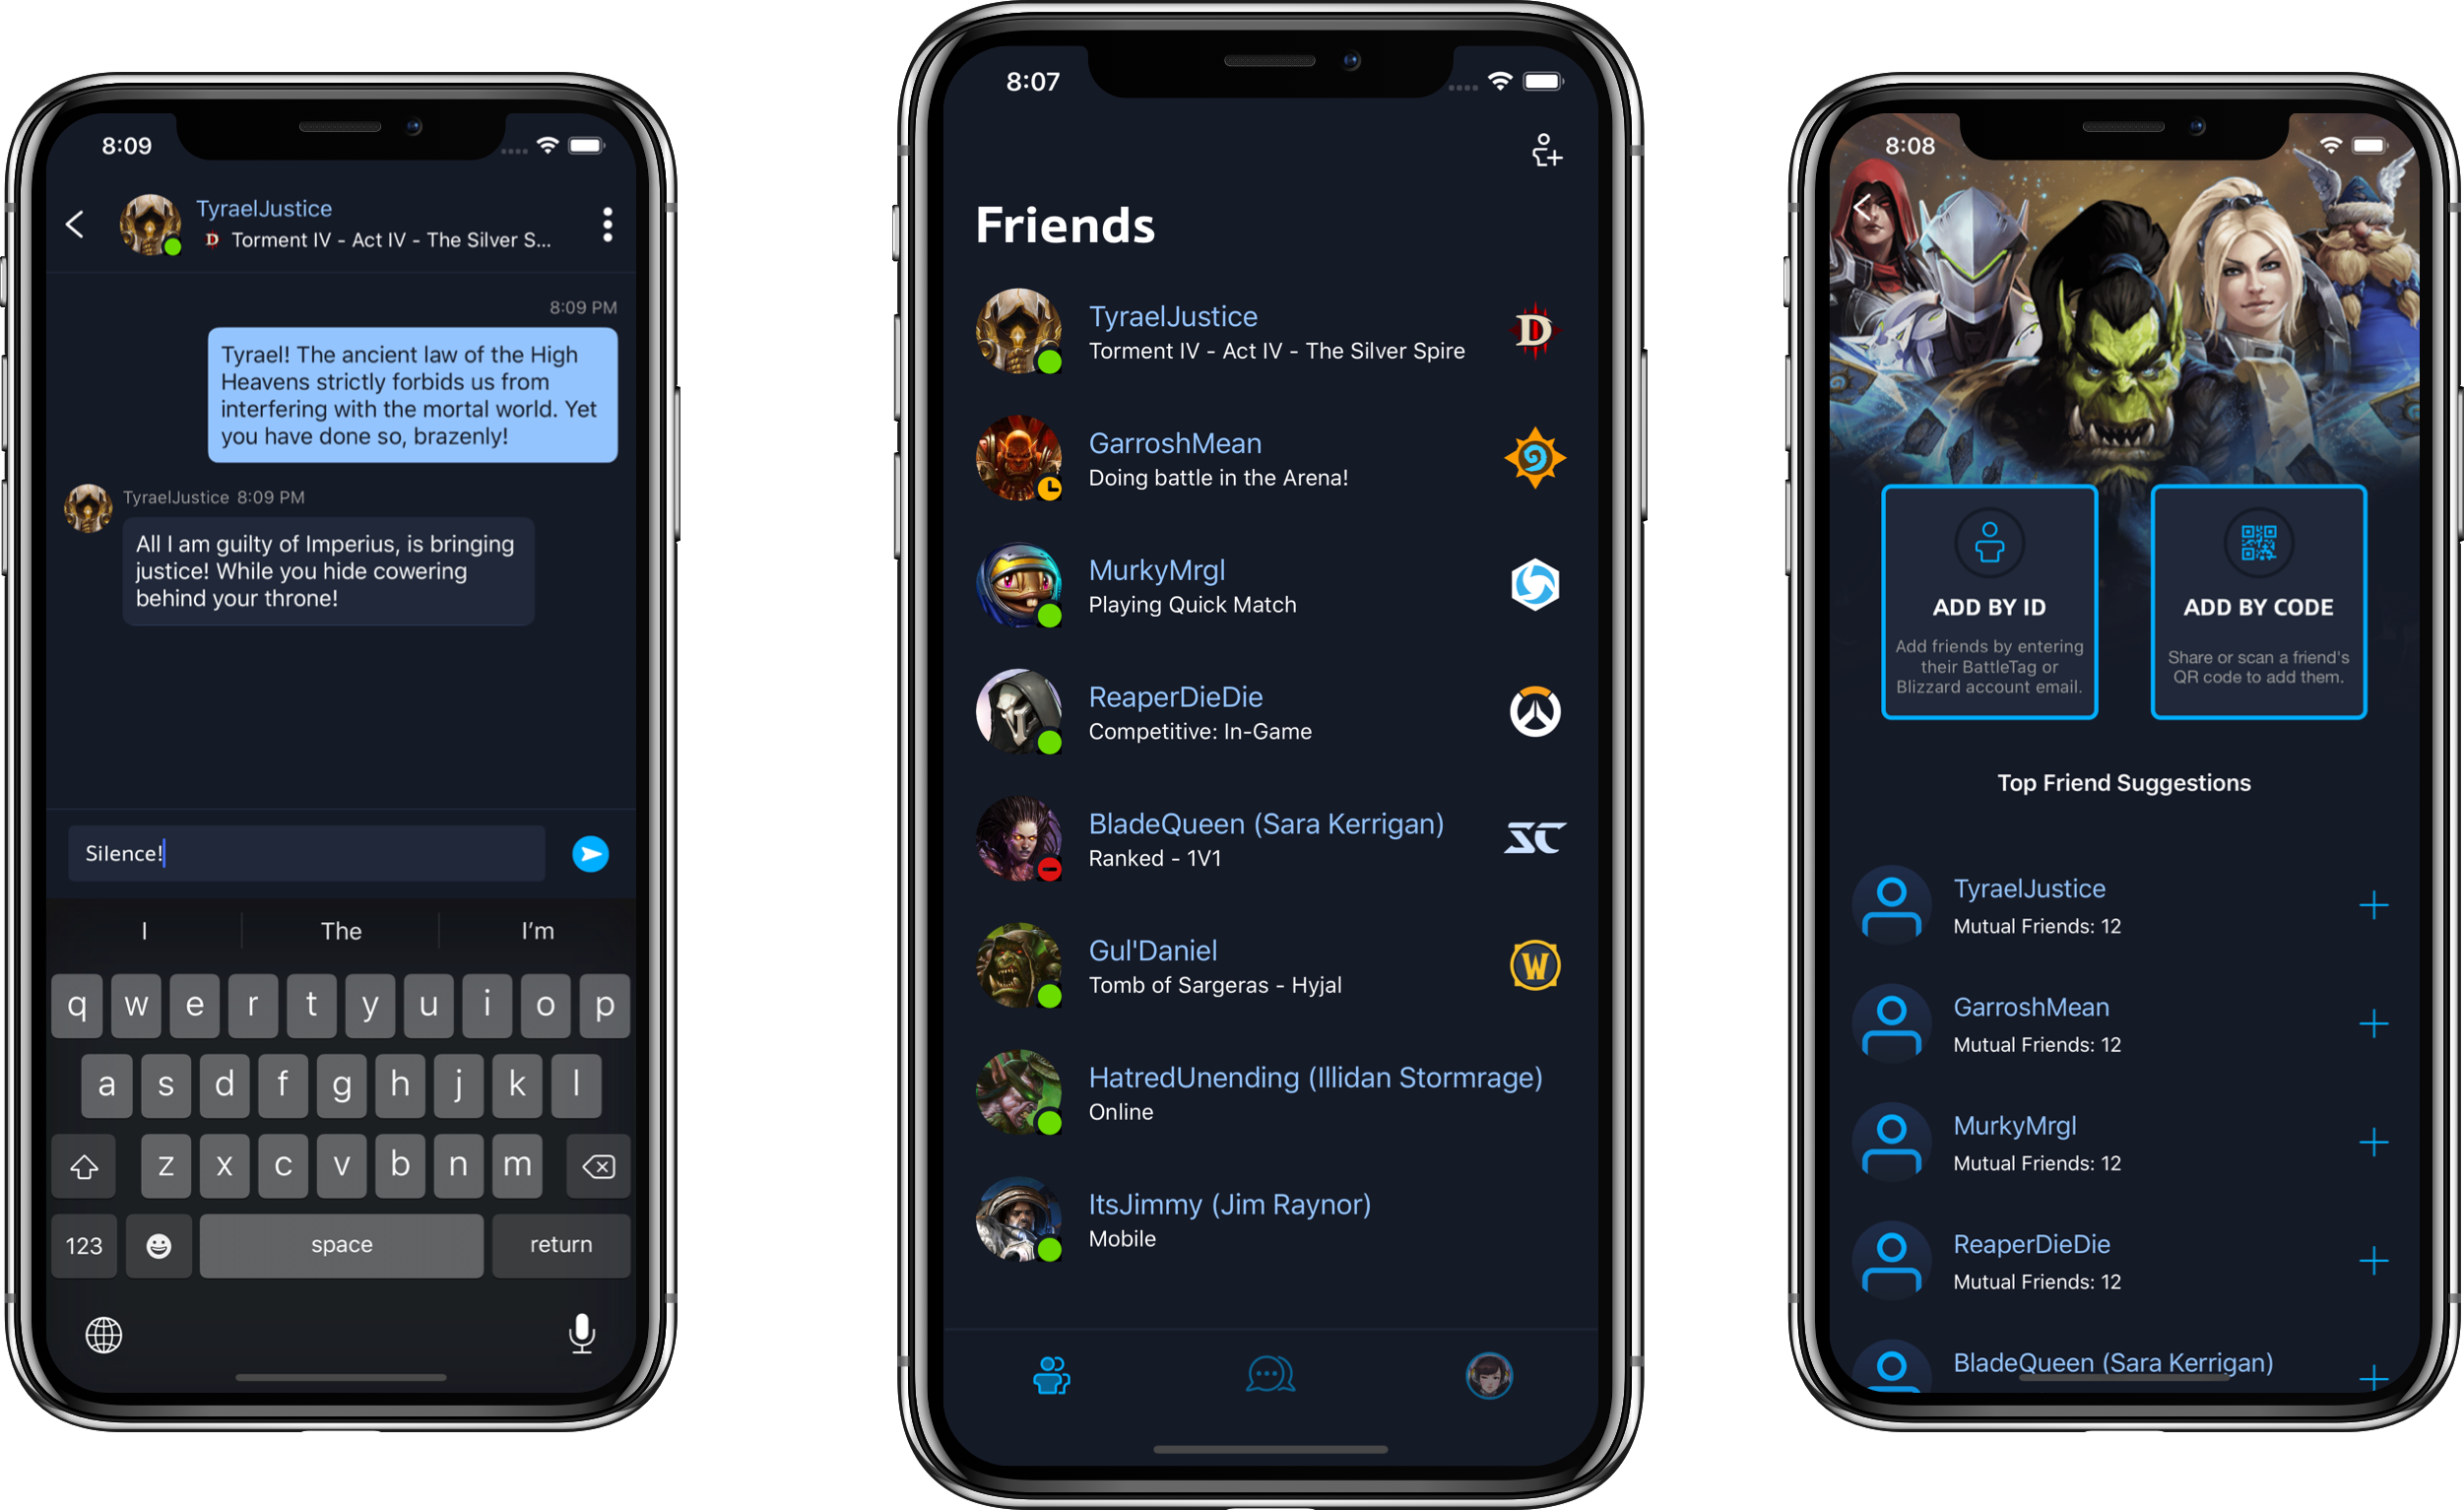 8:09
TyraelJustice
D Torment IV - Act IV - The Silver S...
8:09 PM
Tyrael! The ancient law of the High
Heavens strictly forbids us from
interfering with the mortal world. Yet
you have done so, brazenly!
TyraelJustice 8:09 PM
All I am guilty of Imperius, is bringing
justice! While you hide cowering
behind your throne!
Silence!
I The I'm
q w e r t y u i o p
a s d f g h j k l
z x c v b n m
123 space return
8:07
Friends
TyraelJustice
Torment IV - Act IV - The Silver Spire
D
GarroshMean
Doing battle in the Arena!
MurkyMrgl
Playing Quick Match
ReaperDieDie
Competitive: In-Game
BladeQueen (Sara Kerrigan)
Ranked - 1V1
SC
Gul'Daniel
Tomb of Sargeras - Hyjal
W
HatredUnending (Illidan Stormrage)
Online
ItsJimmy (Jim Raynor)
Mobile
8:08
ADD BY ID
Add friends by entering
their BattleTag or
Blizzard account email.
ADD BY CODE
Share or scan a friend's
QR code to add them.
Top Friend Suggestions
TyraelJustice
Mutual Friends: 12
GarroshMean
Mutual Friends: 12
MurkyMrgl
Mutual Friends: 12
ReaperDieDie
Mutual Friends: 12
BladeQueen (Sara Kerrigan)